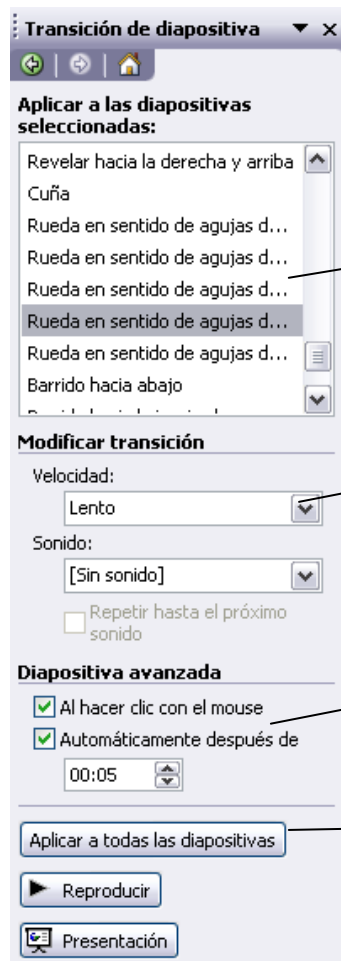 Transición de diapositiva
Aplicar a las diapositivas
seleccionadas:
Revelar hacia la derecha y arriba
Cuña
Rueda en sentido de agujas d...
Rueda en sentido de agujas d...
Rueda en sentido de agujas d...
Rueda en sentido de agujas d...
Rueda en sentido de agujas d...
Barrido hacia abajo
Modificar transición
Velocidad:
Lento
Sonido:
[Sin sonido]
Repetir hasta el próximo
sonido
Diapositiva avanzada
Al hacer clic con el mouse
Automáticamente después de
00:05
Aplicar a todas las diapositivas
Reproducir
Presentación